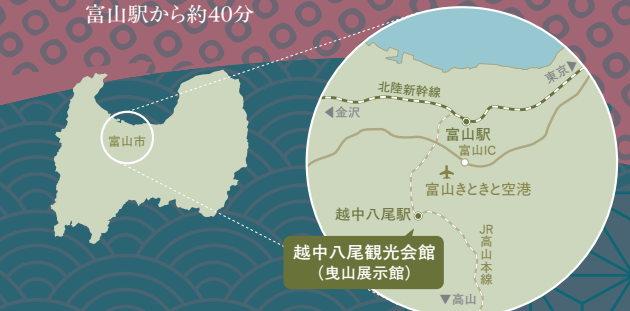 富山駅から約40分
富山市
東京▶
北陸新幹線
◀金沢
富山駅
富山IC
富山きときと空港
越中八尾駅
越中八尾観光会館
（曳山展示館）
JR高山本線
▼高山